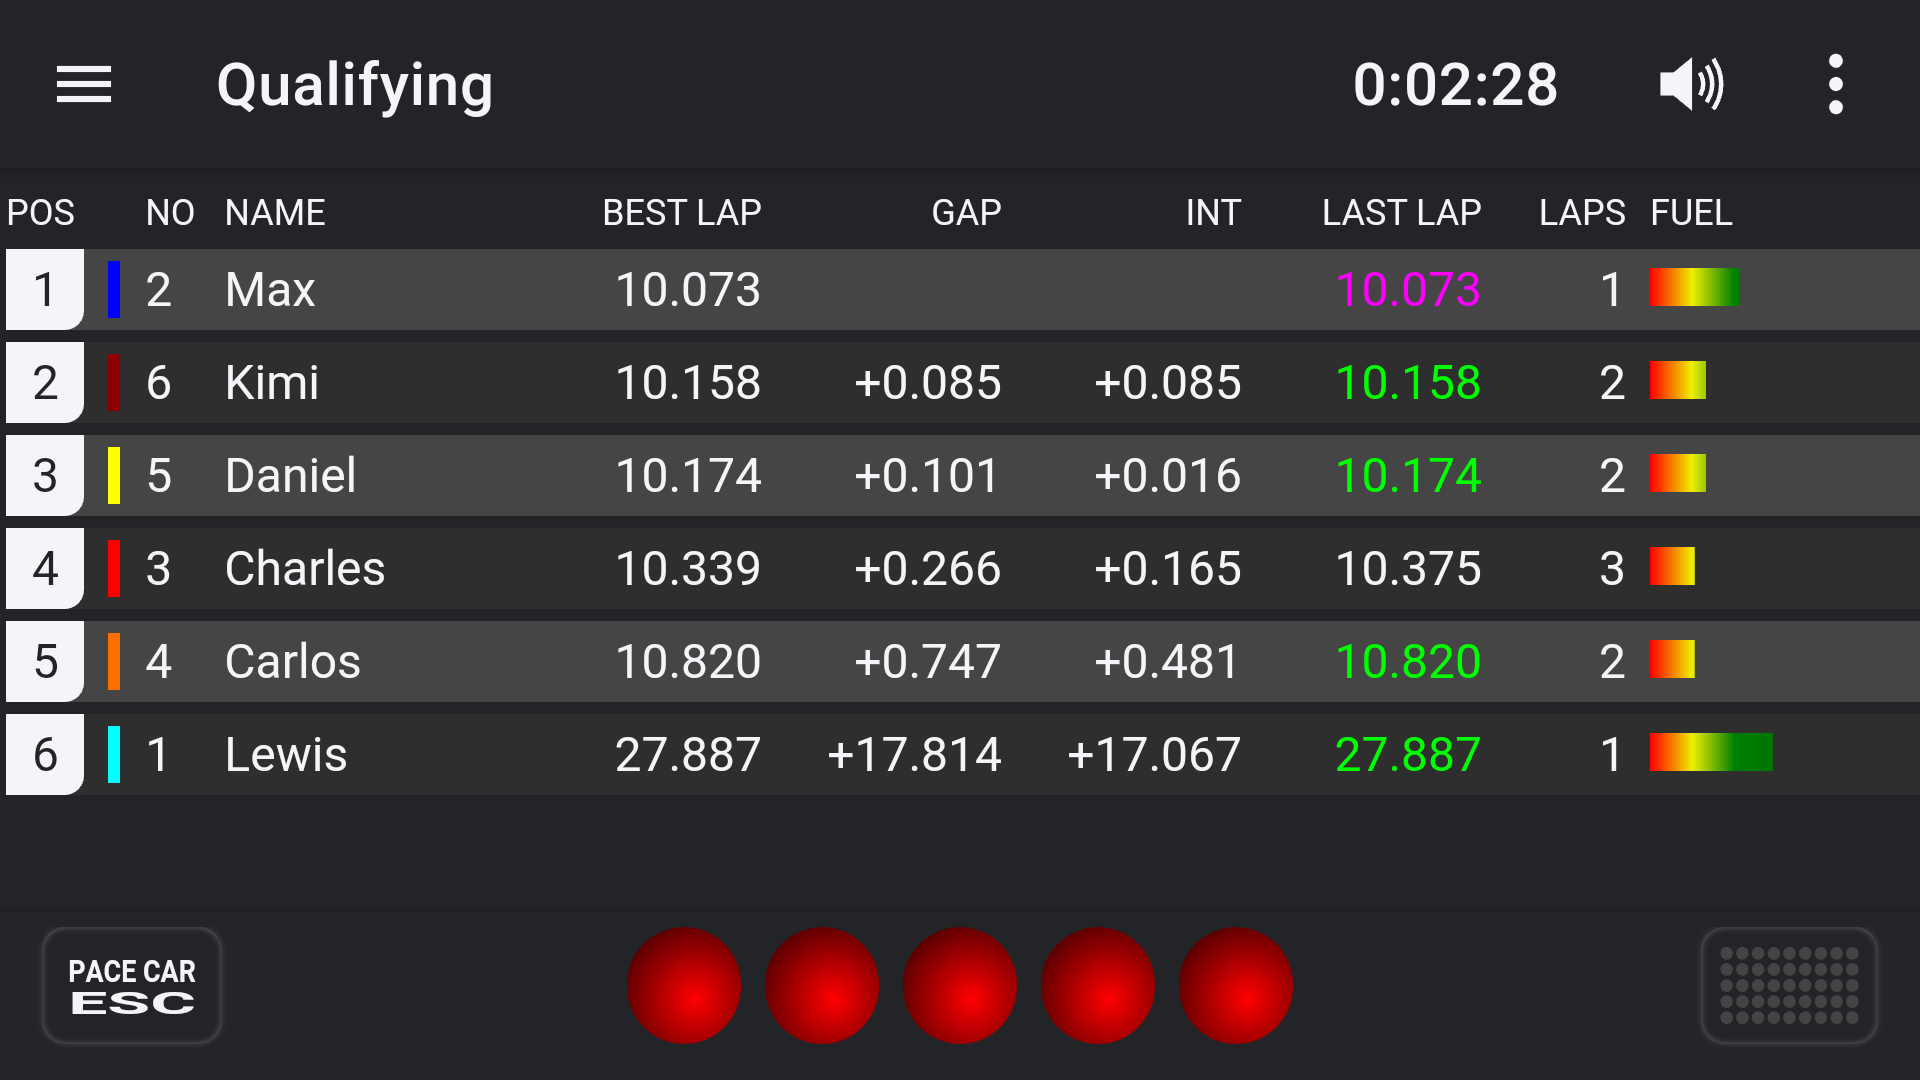 Qualifying 0:02:28
POS NO NAME BEST LAP GAP INT LAST LAP LAPS FUEL
1 2 Max 10.073 10.073 1
2 6 Kimi 10.158 +0.085 +0.085 10.158 2
3 5 Daniel 10.174 +0.101 +0.016 10.174 2
4 3 Charles 10.339 +0.266 +0.165 10.375 3
5 4 Carlos 10.820 +0.747 +0.481 10.820 2
6 1 Lewis 27.887 +17.814 +17.067 27.887 1
PACE CAR
ESC